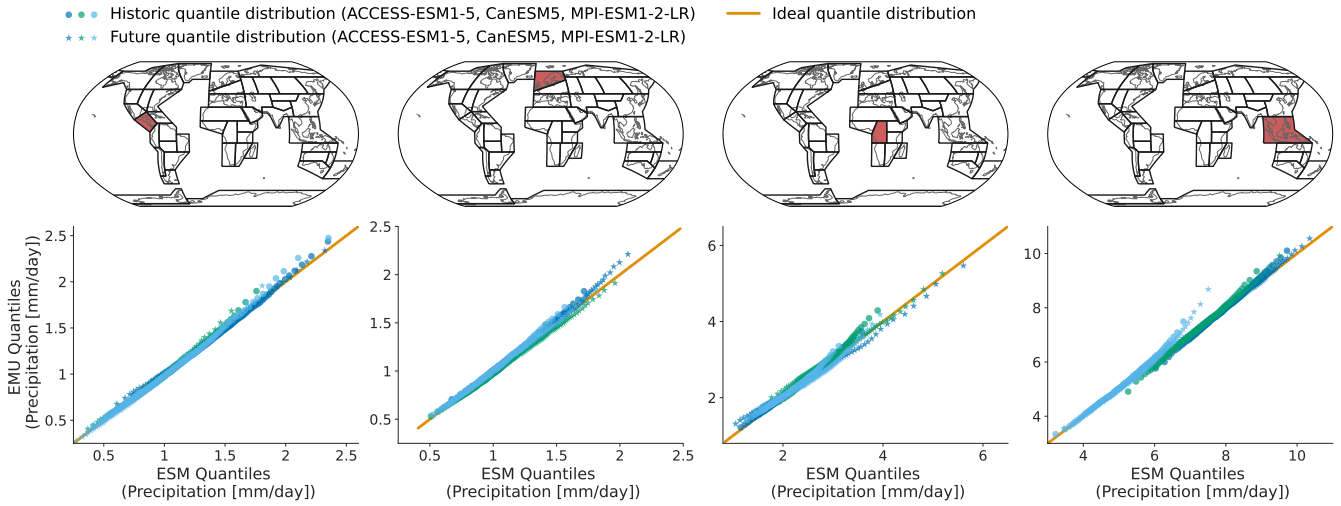 Historic quantile distribution (ACCESS-ESM1-5, CanESM5, MPI-ESM1-2-LR)
Ideal quantile distribution
Future quantile distribution (ACCESS-ESM1-5, CanESM5, MPI-ESM1-2-LR)
EMU Quantiles
(Precipitation [mm/day])
2.5
2
1.5
1
0.5
0.5
1
1.5
2
2.5
ESM Quantiles
(Precipitation [mm/day])
2.5
2
1.5
1
0.5
0.5
1
1.5
2
2.5
ESM Quantiles
(Precipitation [mm/day])
6
4
2
2
4
6
ESM Quantiles
(Precipitation [mm/day])
10
8
6
4
4
6
8
10
ESM Quantiles
(Precipitation [mm/day])